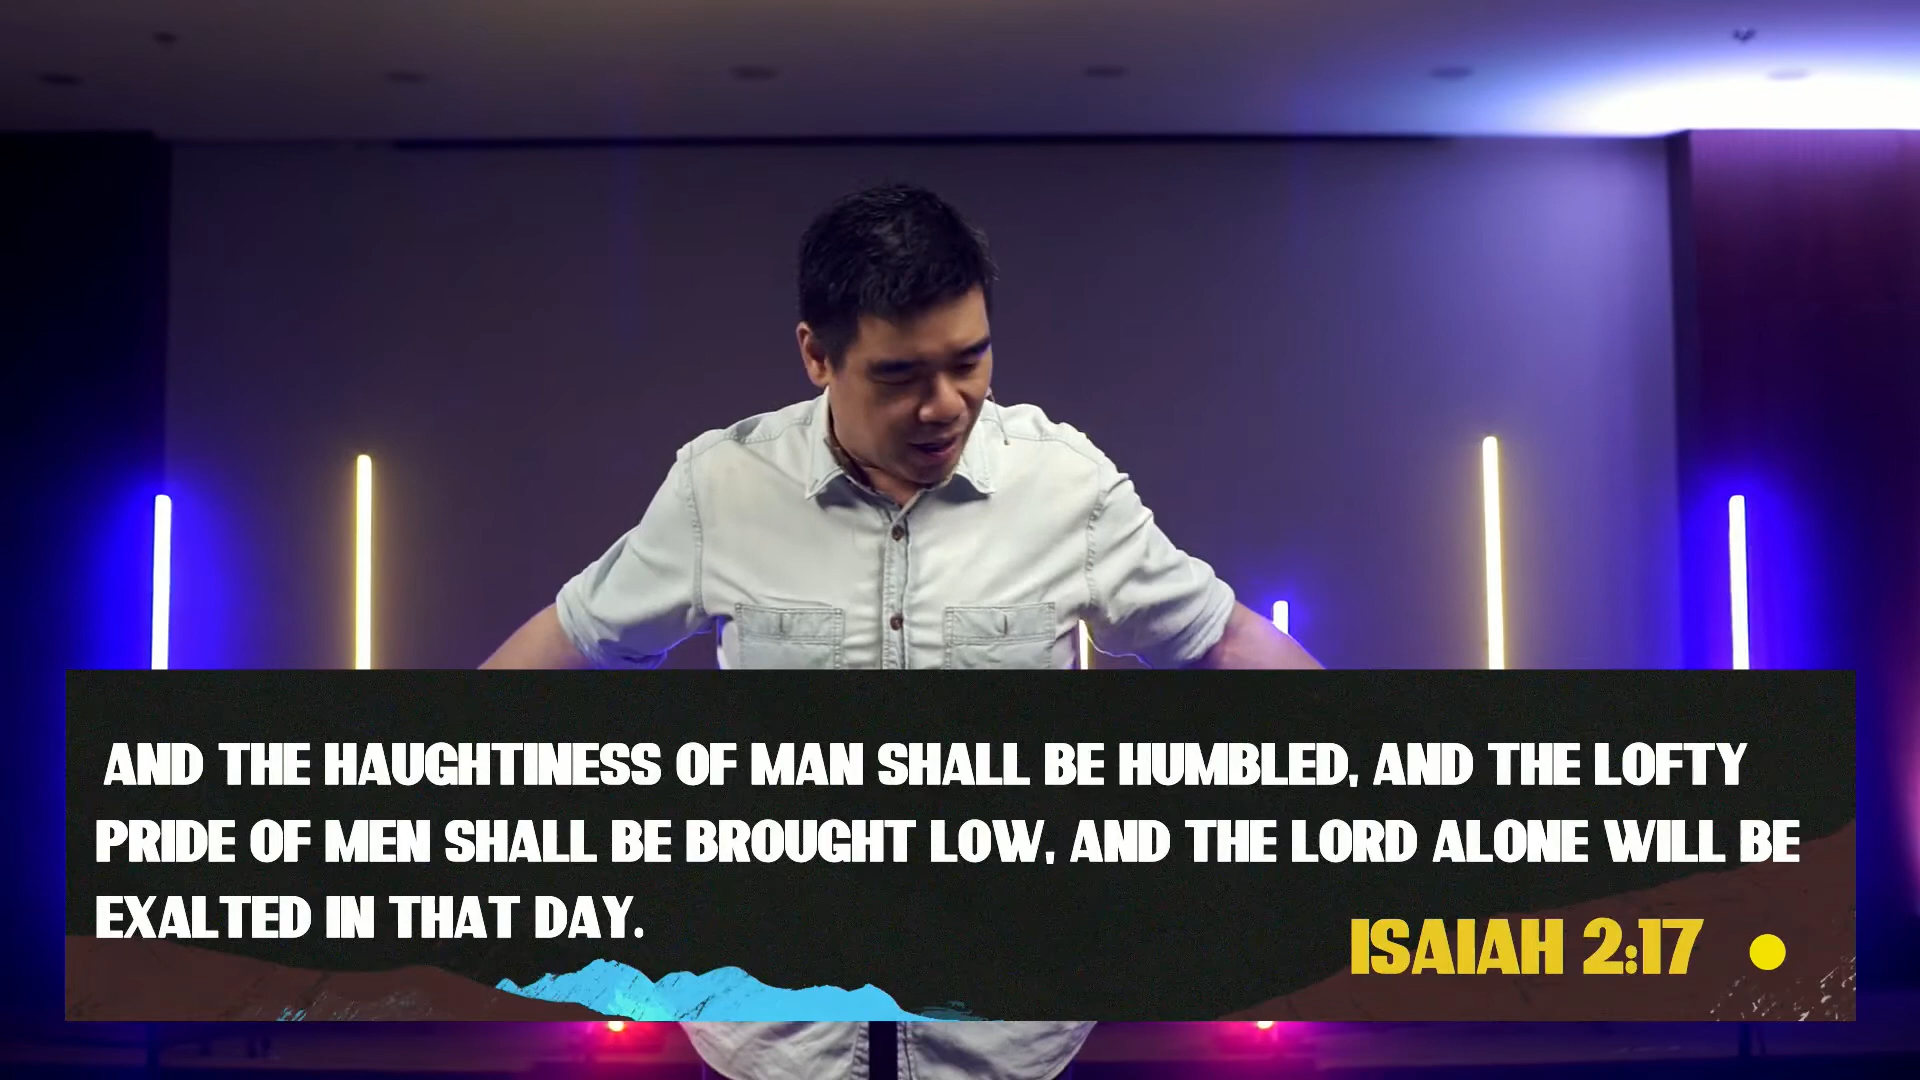 AND THE HAUGHTINESS OF MAN SHALL BE HUMBLED, AND THE LOFTY
PRIDE OF MEN SHALL BE BROUGHT LOW, AND THE LORD ALONE WILL BE
EXALTED IN THAT DAY.
ISAIAH 2:17